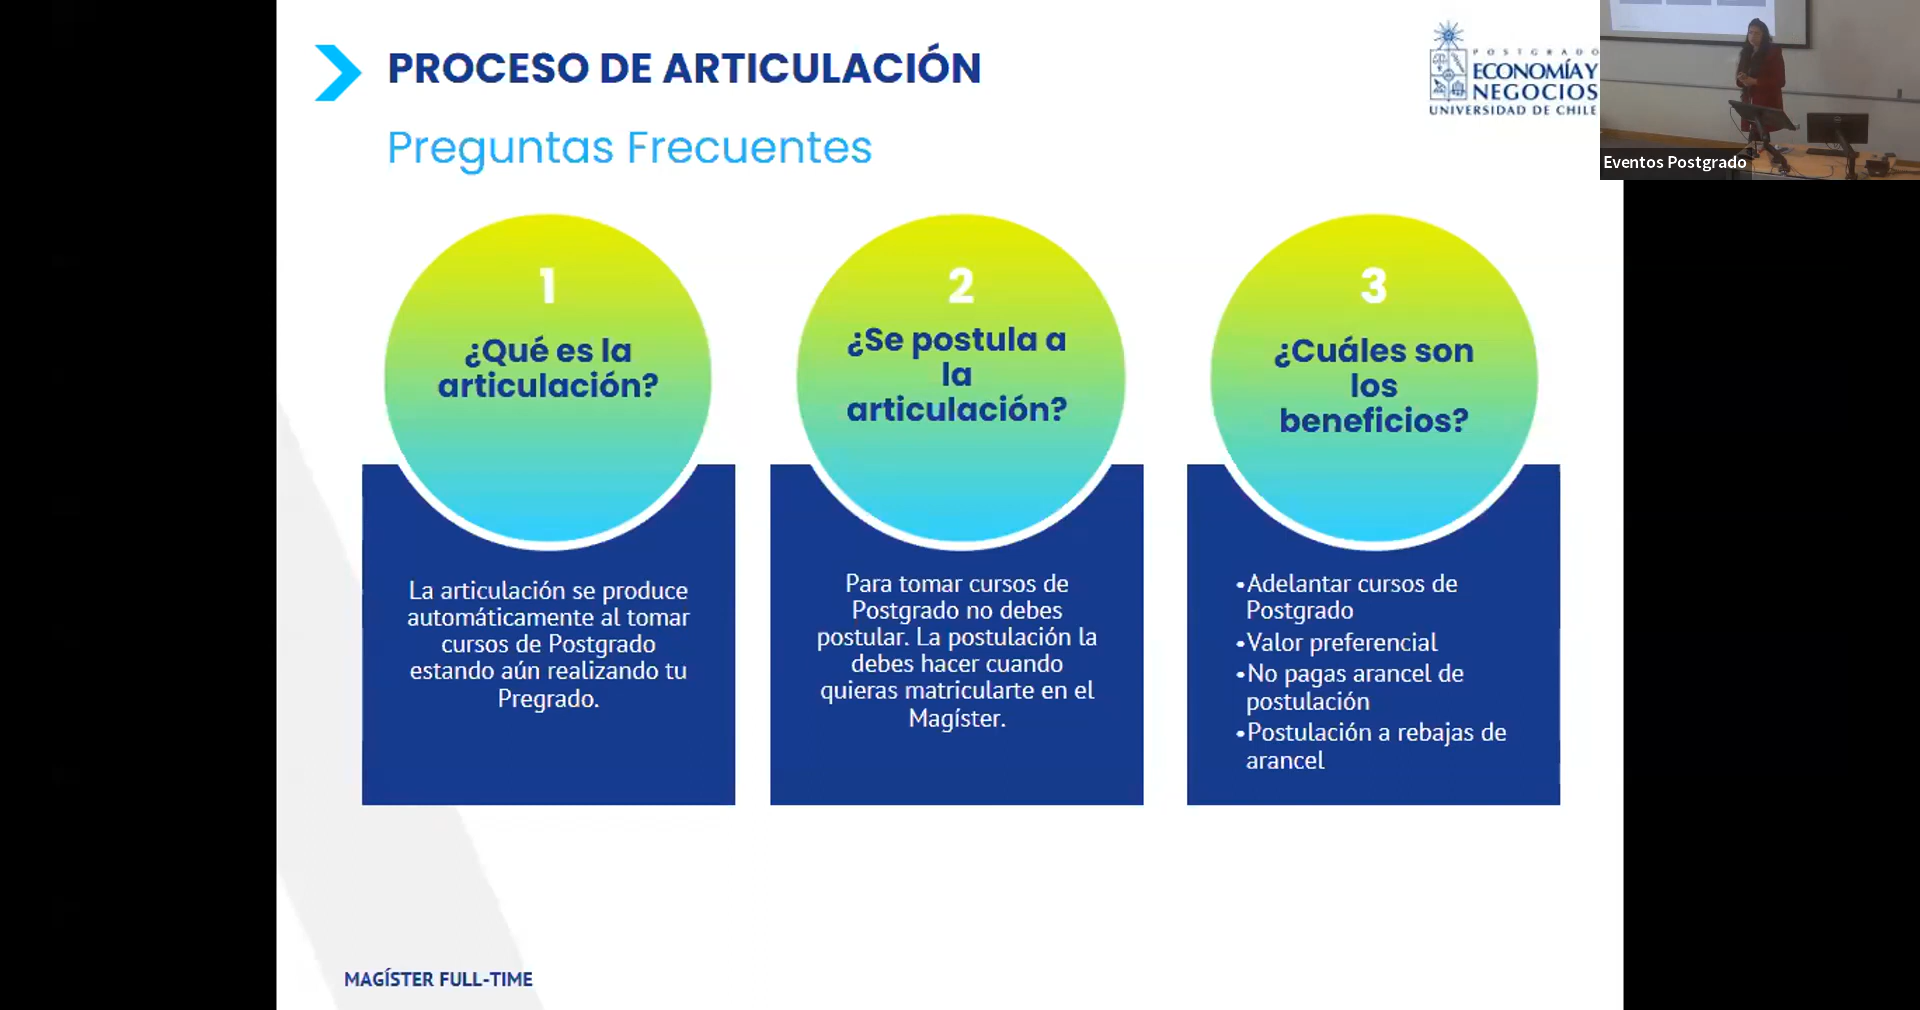 PROCESO DE ARTICULACIÓN
Preguntas Frecuentes
POSTGRADO
ECONOMÍA Y
NEGOCIOS
UNIVERSIDAD DE CHILE
Eventos Postgrado
1
¿Qué es la
articulación?
La articulación se produce
automáticamente al tomar
cursos de Postgrado
estando aún realizando tu
Pregrado.
2
¿Se postula a
la
articulación?
Para tomar cursos de
Postgrado no debes
postular. La postulación la
debes hacer cuando
quieras matricularte en el
Magíster.
3
¿Cuáles son
los
beneficios?
•Adelantar cursos de
Postgrado
•Valor preferencial
•No pagas arancel de
postulación
•Postulación a rebajas de
arancel
MAGÍSTER FULL-TIME